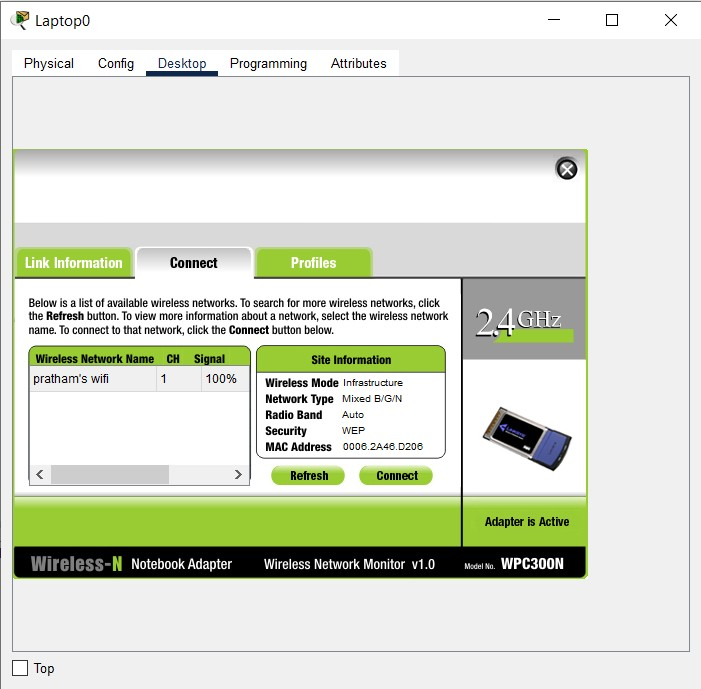 Laptop0
Physical Config Desktop Programming Attributes
Link Information Connect Profiles
Below is a list of available wireless networks. To search for more wireless networks, click
the Refresh button. To view more information about a network, select the wireless network
name. To connect to that network, click the Connect button below.
2.4GHz
Wireless Network Name CH Signal
pratham's wifi 1 100%
Site Information
Wireless Mode Infrastructure
Network Type Mixed B/G/N
Radio Band Auto
Security WEP
MAC Address 0006.2A46.D206
Refresh Connect
Adapter is Active
Wireless-N Notebook Adapter Wireless Network Monitor v1.0 Model No. WPC300N
Top